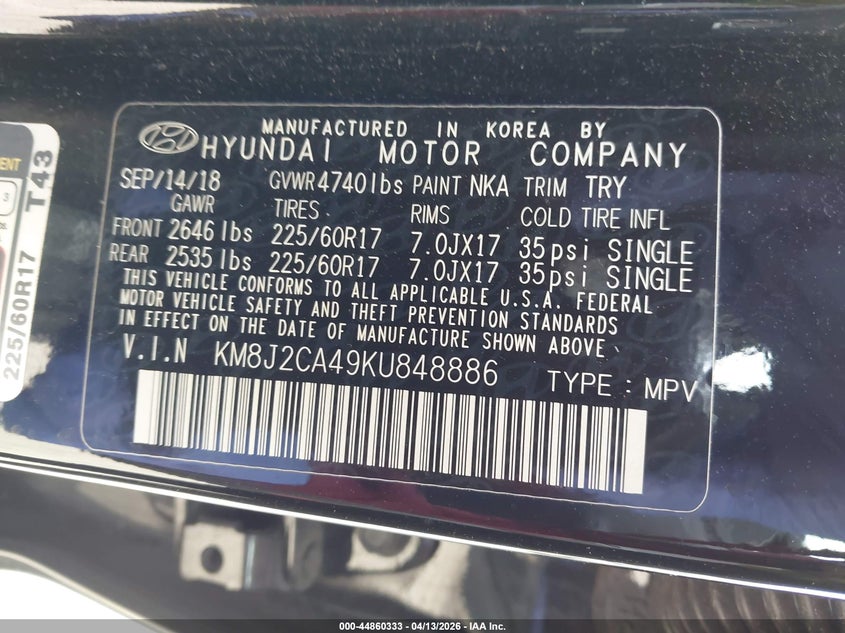 MANUFACTURED IN KOREA BY
HYUNDAI MOTOR COMPANY
SEP/14/18 GVWR 4740lbs PAINT NKA TRIM TRY
GAWR TIRES RIMS COLD TIRE INFL
FRONT 2646 lbs 225/60R17 7.0JX17 35psi SINGLE
REAR 2535 lbs 225/60R17 7.0JX17 35psi SINGLE
THIS VEHICLE CONFORMS TO ALL APPLICABLE U.S.A. FEDERAL
MOTOR VEHICLE SAFETY AND THEFT PREVENTION STANDARDS
IN EFFECT ON THE DATE OF MANUFACTURE SHOWN ABOVE.
V.I.N KM8J2CA49KU848886 TYPE : MPV
T43
225/60R17
3
000-44860333 - 04/13/2026 - IAA Inc.